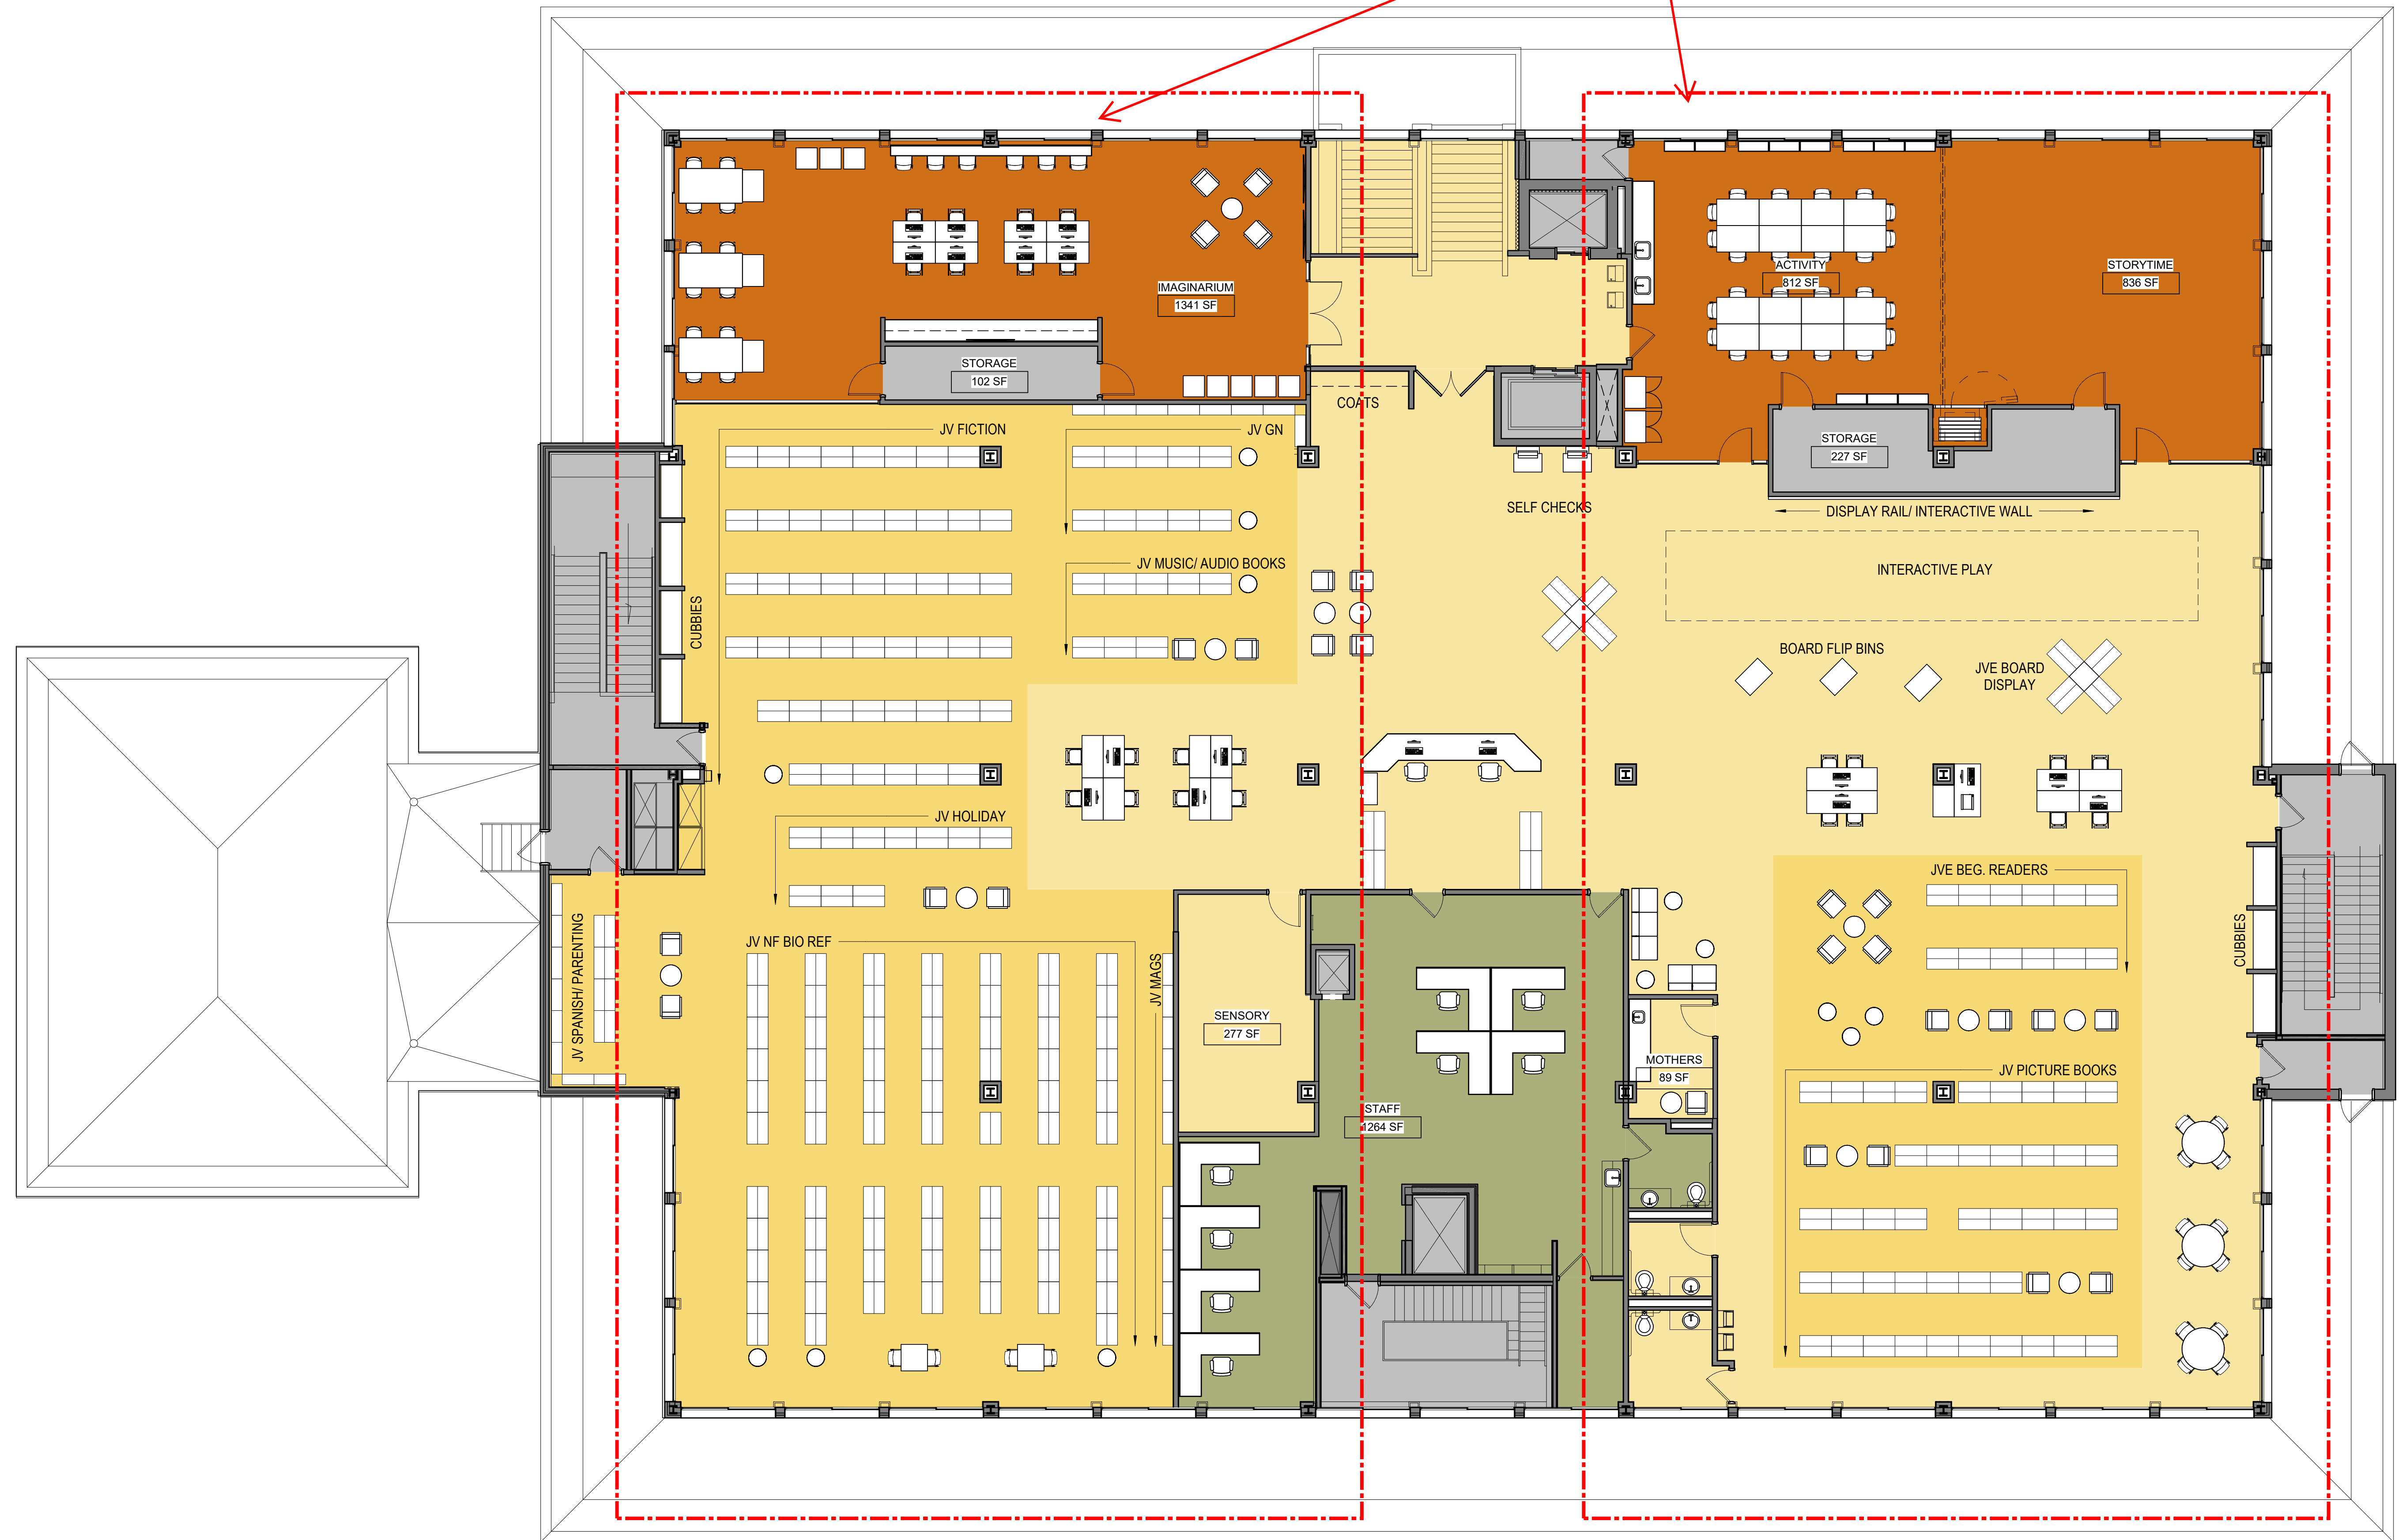 IMAGINARIUM
1341 SF
ACTIVITY
812 SF
STORYTIME
836 SF
STORAGE
102 SF
COATS
JV FICTION
JV GN
STORAGE
227 SF
SELF CHECKS
DISPLAY RAIL/ INTERACTIVE WALL
JV MUSIC/ AUDIO BOOKS
INTERACTIVE PLAY
CUBBIES
BOARD FLIP BINS
JVE BOARD
DISPLAY
JV HOLIDAY
JVE BEG. READERS
JV SPANISH/ PARENTING
JV NF BIO REF
JV MAGS
CUBBIES
SENSORY
277 SF
MOTHERS
89 SF
JV PICTURE BOOKS
STAFF
1264 SF